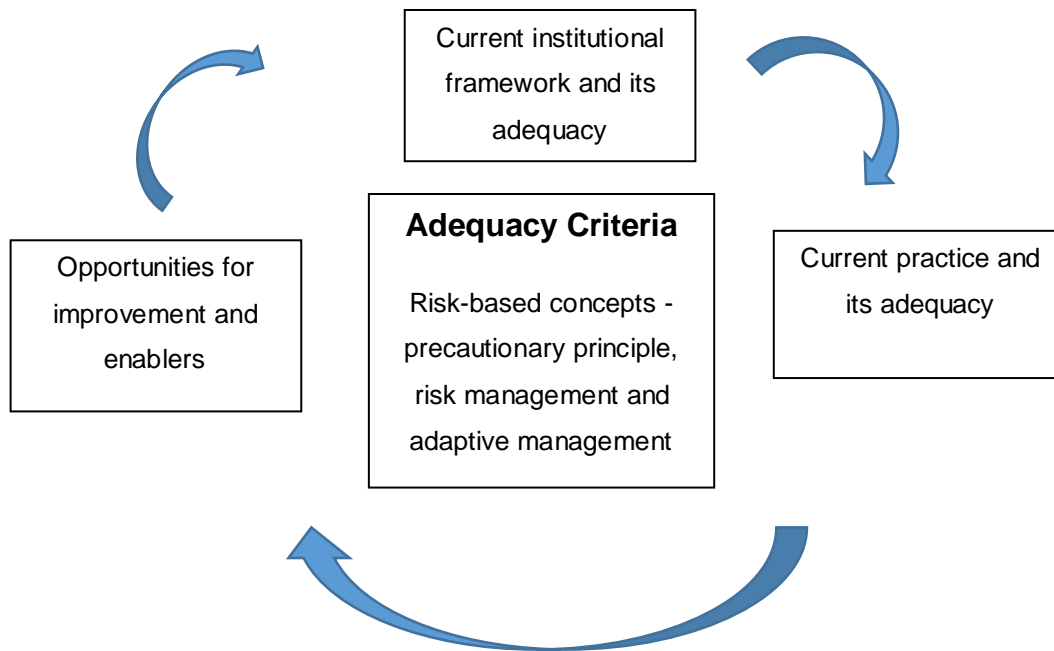 Current institutional
framework and its
adequacy
Adequacy Criteria
Risk-based concepts -
precautionary principle,
risk management and
adaptive management
Current practice and
its adequacy
Opportunities for
improvement and
enablers